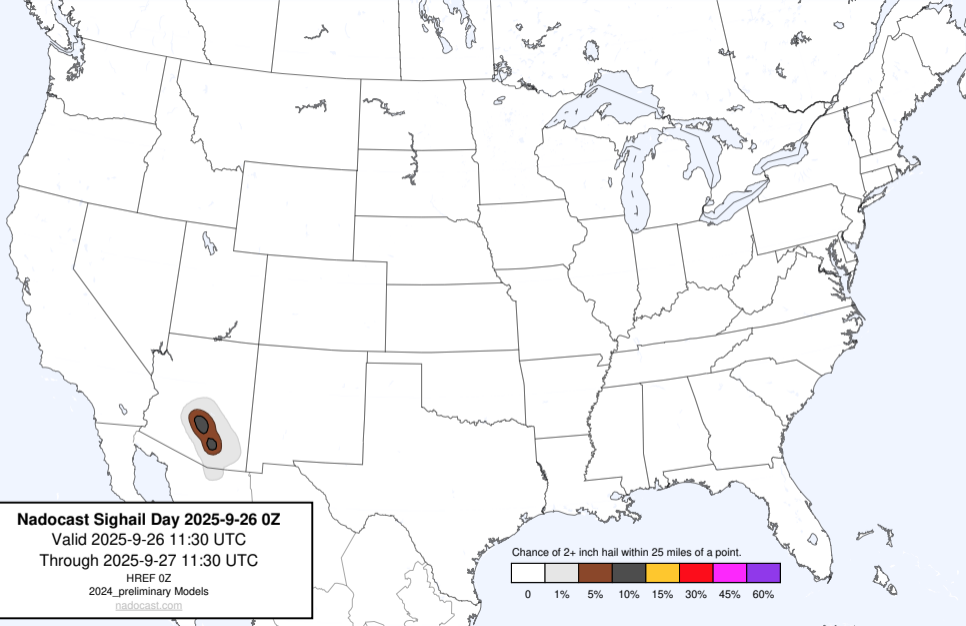 Nadocast Sighail Day 2025-9-26 0Z
Valid 2025-9-26 11:30 UTC
Through 2025-9-27 11:30 UTC
HREF 0Z
2024_preliminary Models
nadocast.com
Chance of 2+ inch hail within 25 miles of a point.
0 1% 5% 10% 15% 30% 45% 60%